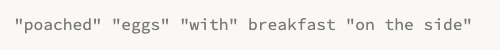 "poached" "eggs" "with" breakfast "on the side"